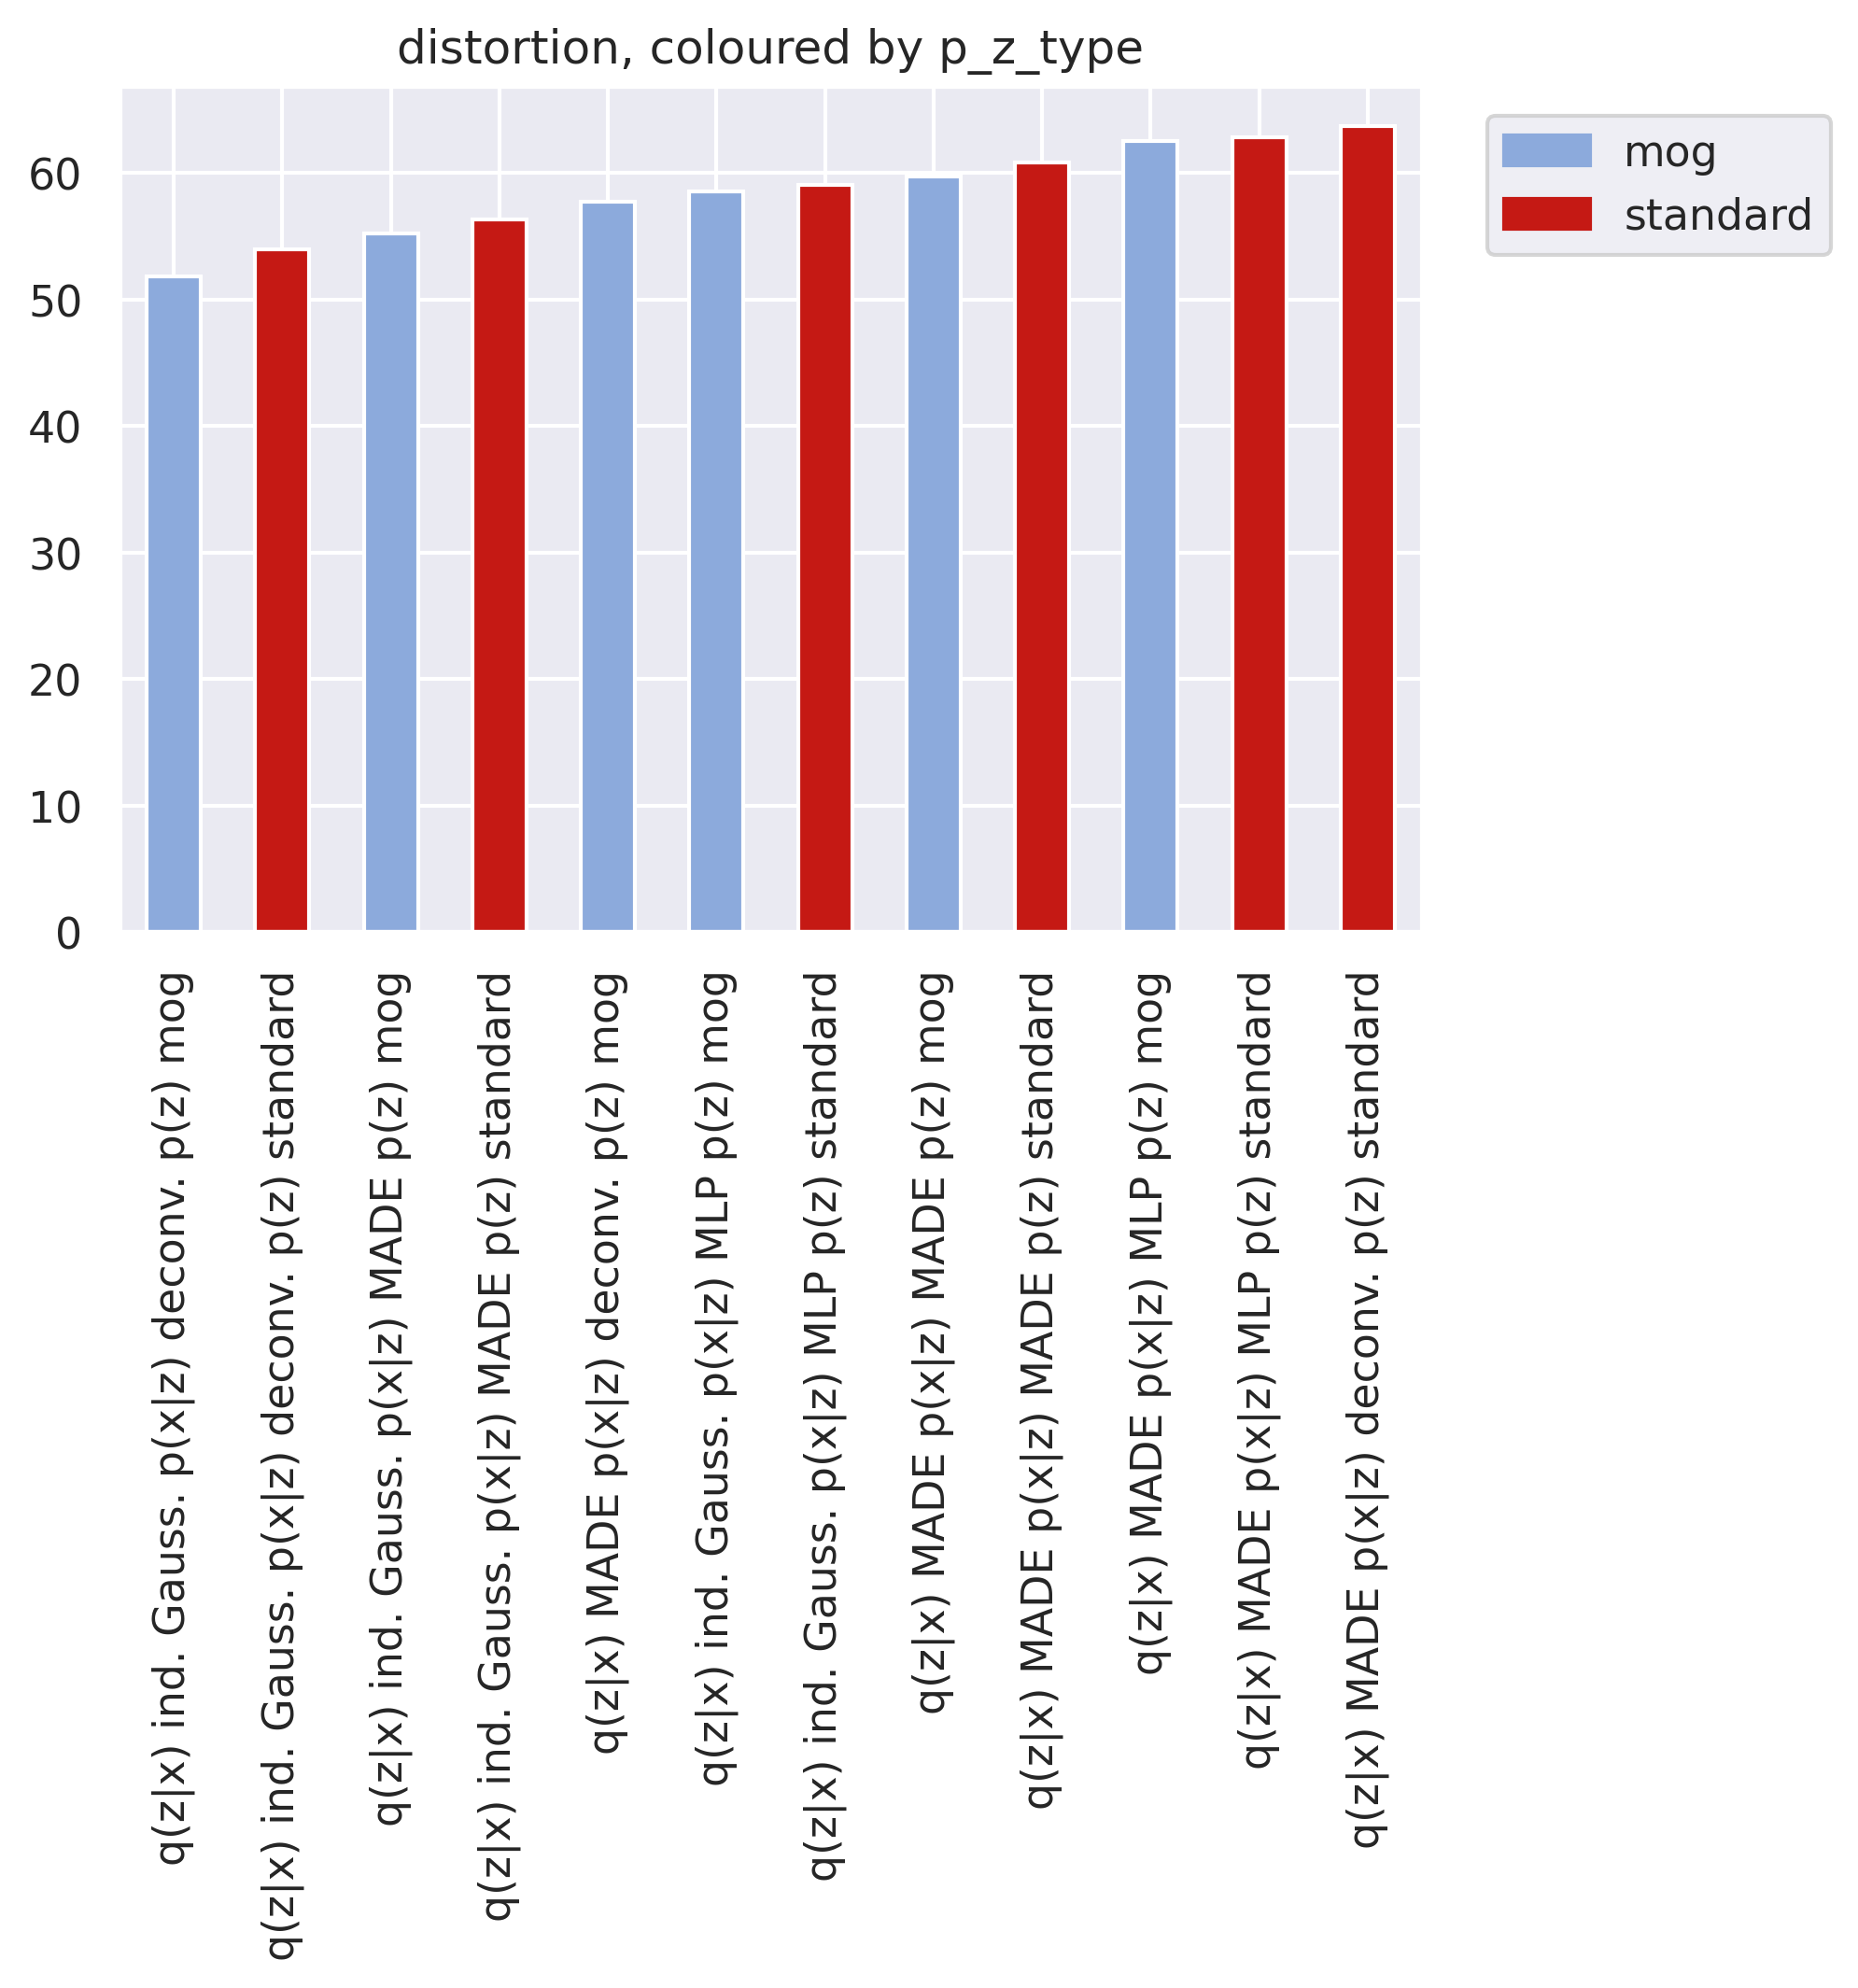 distortion, coloured by p_z_type
mog
standard
60
50
40
30
20
10
0
q(z|x) ind. Gauss. p(x|z) deconv. p(z) mog
q(z|x) ind. Gauss. p(x|z) deconv. p(z) standard
q(z|x) ind. Gauss. p(x|z) MADE p(z) mog
q(z|x) ind. Gauss. p(x|z) MADE p(z) standard
q(z|x) MADE p(x|z) deconv. p(z) mog
q(z|x) ind. Gauss. p(x|z) MLP p(z) mog
q(z|x) ind. Gauss. p(x|z) MLP p(z) standard
q(z|x) MADE p(x|z) MADE p(z) mog
q(z|x) MADE p(x|z) MADE p(z) standard
q(z|x) MADE p(x|z) MLP p(z) mog
q(z|x) MADE p(x|z) MLP p(z) standard
q(z|x) MADE p(x|z) deconv. p(z) standard